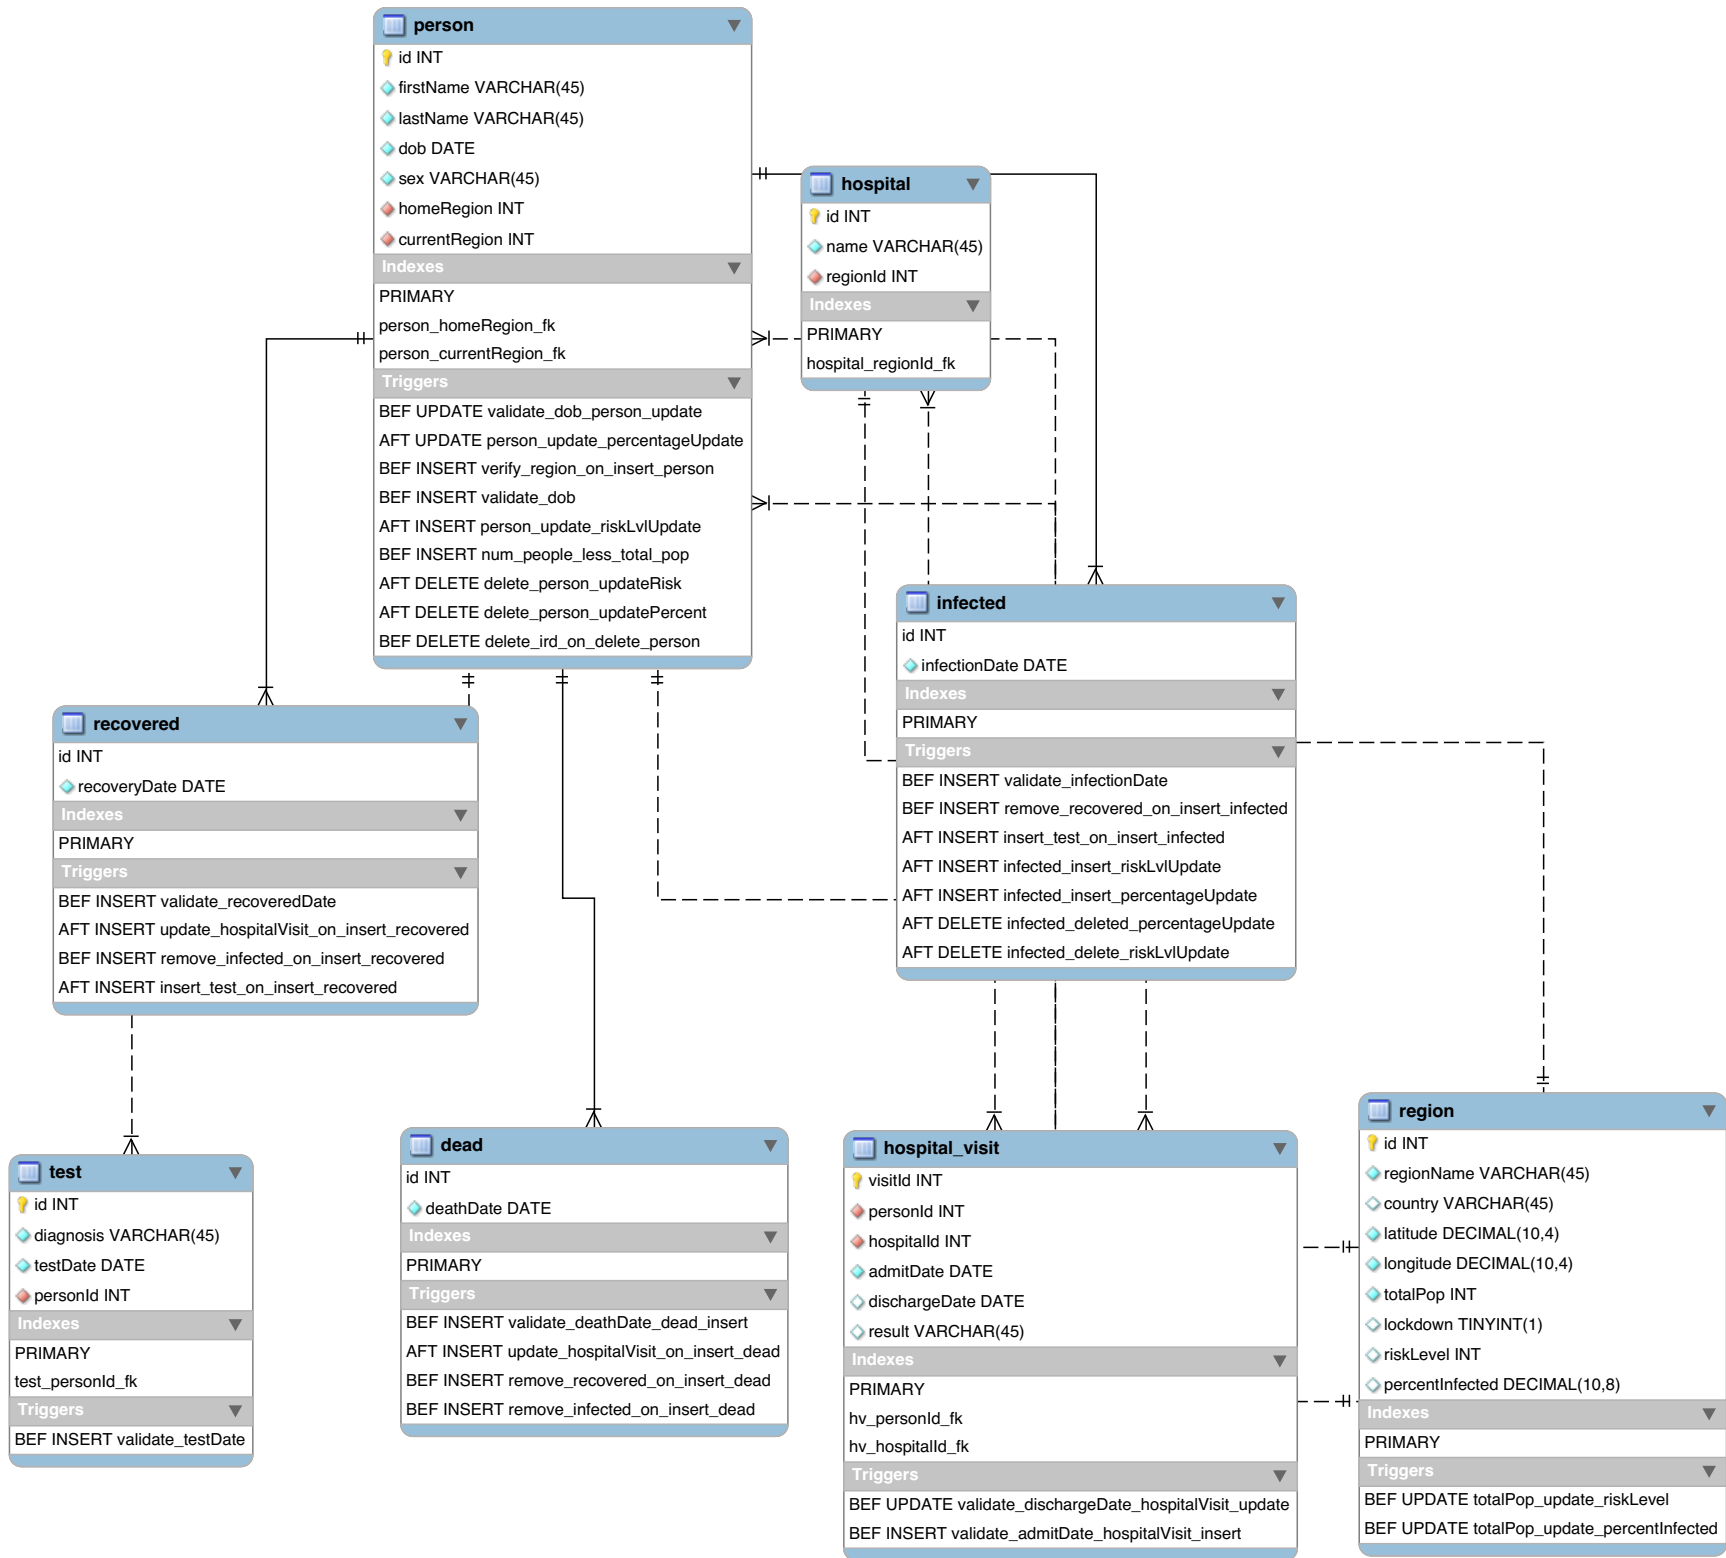 person
id INT
firstName VARCHAR(45)
lastName VARCHAR(45)
dob DATE
sex VARCHAR(45)
homeRegion INT
currentRegion INT
Indexes
PRIMARY
person_homeRegion_fk
person_currentRegion_fk
Triggers
BEF UPDATE validate_dob_person_update
AFT UPDATE person_update_percentageUpdate
BEF INSERT verify_region_on_insert_person
BEF INSERT validate_dob
AFT INSERT person_update_riskLvlUpdate
BEF INSERT num_people_less_total_pop
AFT DELETE delete_person_updateRisk
AFT DELETE delete_person_updatePercent
BEF DELETE delete_ird_on_delete_person
hospital
id INT
name VARCHAR(45)
regionId INT
Indexes
PRIMARY
hospital_regionId_fk
infected
id INT
infectionDate DATE
Indexes
PRIMARY
Triggers
BEF INSERT validate_infectionDate
BEF INSERT remove_recovered_on_insert_infected
AFT INSERT insert_test_on_insert_infected
AFT INSERT infected_insert_riskLvlUpdate
AFT INSERT infected_insert_percentageUpdate
AFT DELETE infected_deleted_percentageUpdate
AFT DELETE infected_delete_riskLvlUpdate
recovered
id INT
recoveryDate DATE
Indexes
PRIMARY
Triggers
BEF INSERT validate_recoveredDate
AFT INSERT update_hospitalVisit_on_insert_recovered
BEF INSERT remove_infected_on_insert_recovered
AFT INSERT insert_test_on_insert_recovered
test
id INT
diagnosis VARCHAR(45)
testDate DATE
personId INT
Indexes
PRIMARY
test_personId_fk
Triggers
BEF INSERT validate_testDate
dead
id INT
deathDate DATE
Indexes
PRIMARY
Triggers
BEF INSERT validate_deathDate_dead_insert
AFT INSERT update_hospitalVisit_on_insert_dead
BEF INSERT remove_recovered_on_insert_dead
BEF INSERT remove_infected_on_insert_dead
hospital_visit
visitId INT
personId INT
hospitalId INT
admitDate DATE
dischargeDate DATE
result VARCHAR(45)
Indexes
PRIMARY
hv_personId_fk
hv_hospitalId_fk
Triggers
BEF UPDATE validate_dischargeDate_hospitalVisit_update
BEF INSERT validate_admitDate_hospitalVisit_insert
region
id INT
regionName VARCHAR(45)
country VARCHAR(45)
latitude DECIMAL(10,4)
longitude DECIMAL(10,4)
totalPop INT
lockdown TINYINT(1)
riskLevel INT
percentInfected DECIMAL(10,8)
Indexes
PRIMARY
Triggers
BEF UPDATE totalPop_update_riskLevel
BEF UPDATE totalPop_update_percentInfected